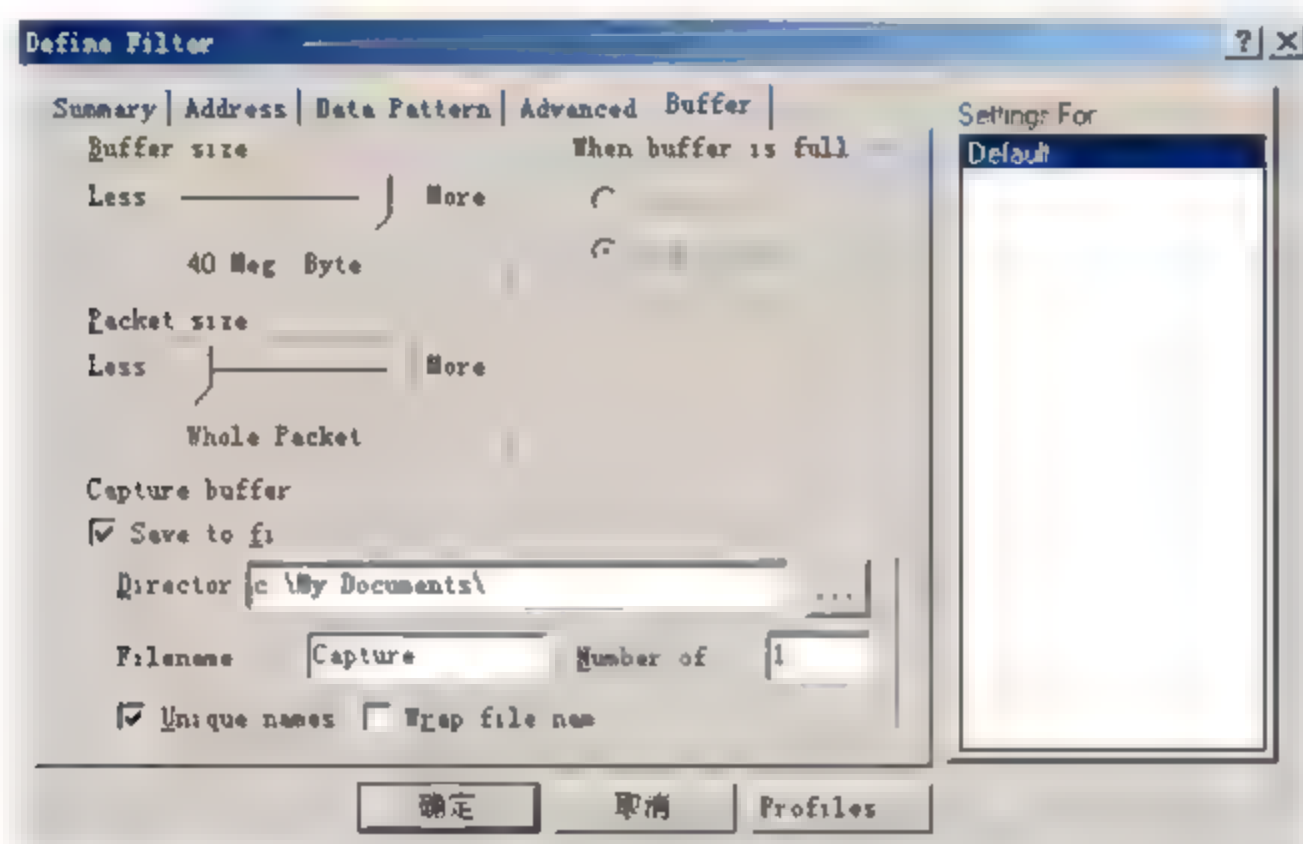 Define Filter
Summary Address Data Pattern Advanced Buffer
Settings For
Default
Buffer size
When buffer is full
Less More
40 Meg Byte
Packet size
Less More
Whole Packet
Capture buffer
Save to fi
Director c \My Documents\ ...
Filename Capture Number of 1
Unique names Wrap file nam
确定 取消 Profiles